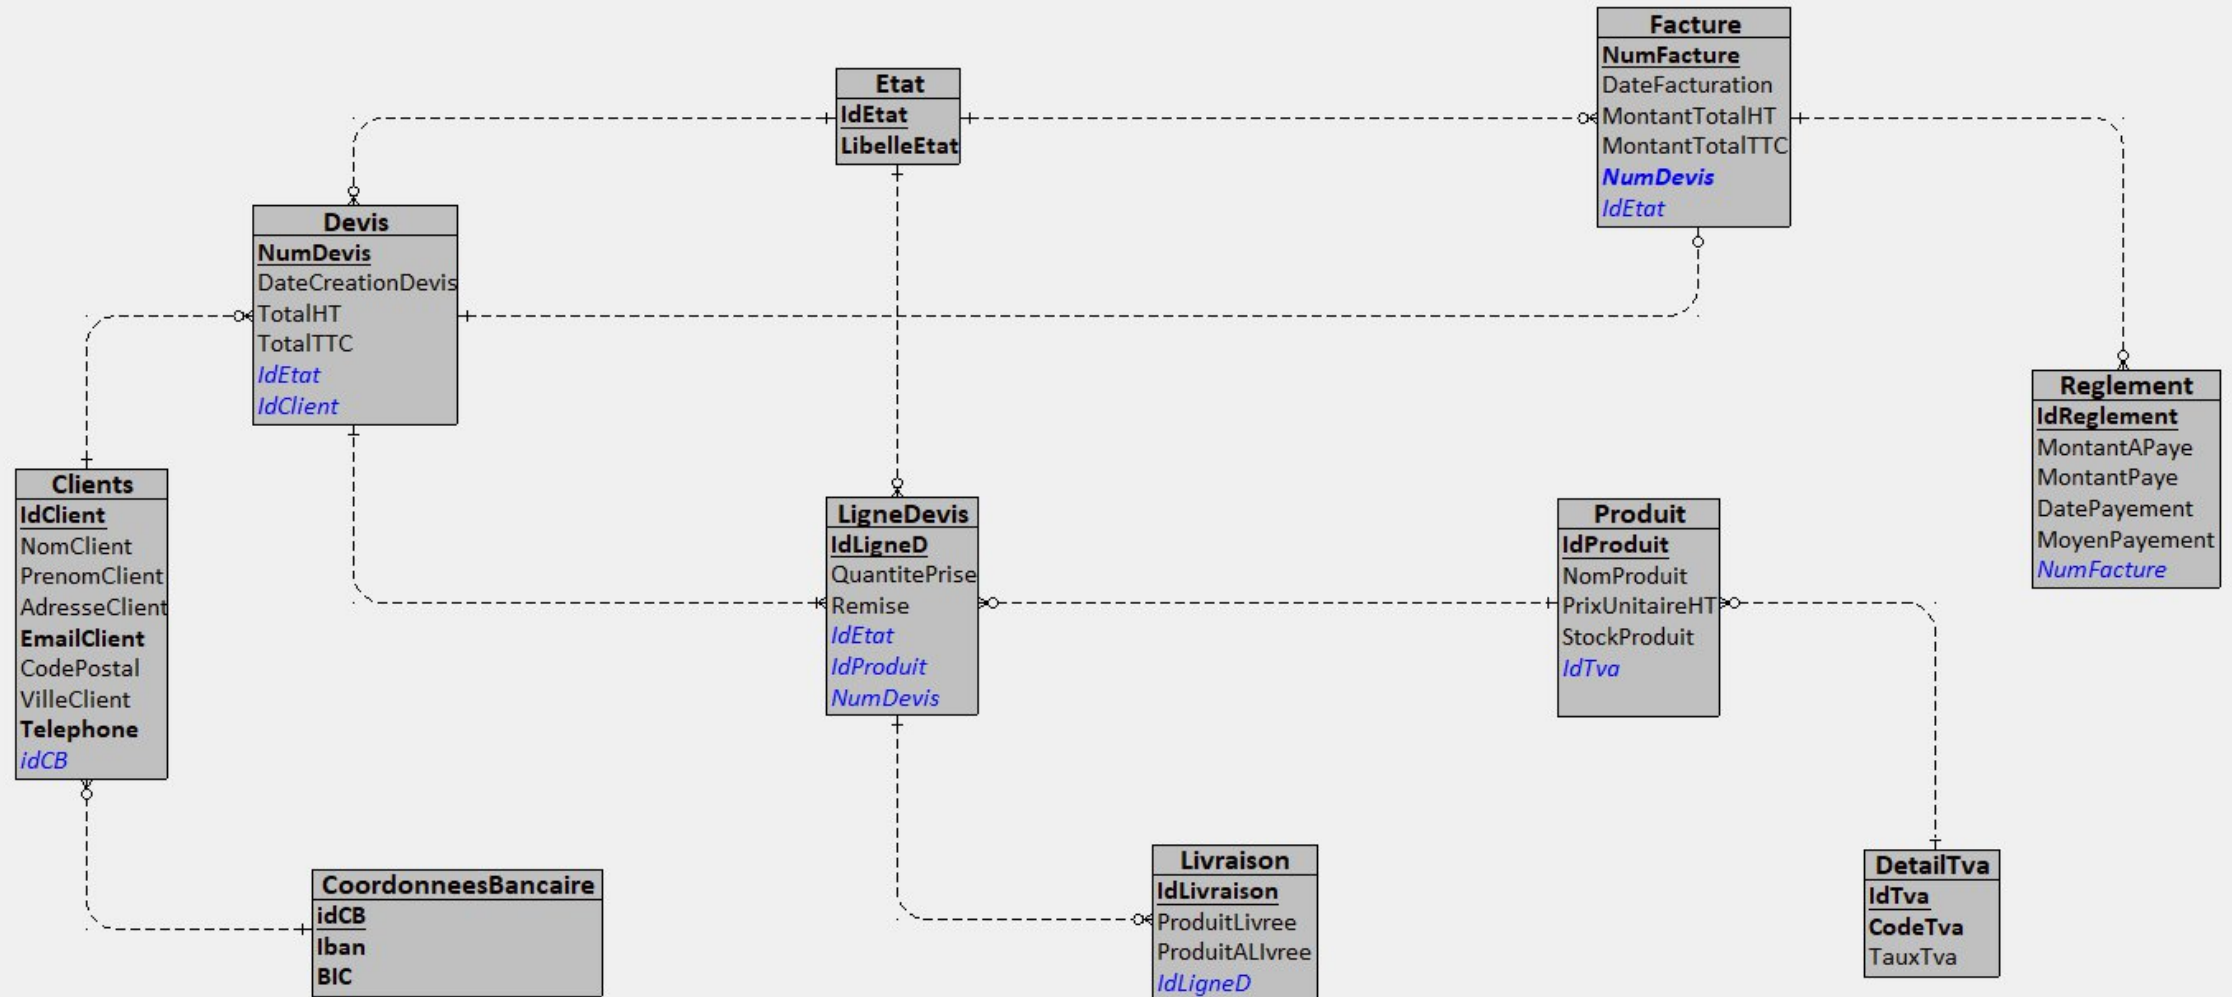 Facture
NumFacture
DateFacturation
MontantTotalHT
MontantTotalTTC
NumDevis
IdEtat
Etat
IdEtat
LibelleEtat
Devis
NumDevis
DateCreationDevis
TotalHT
TotalTTC
IdEtat
IdClient
Reglement
IdReglement
MontantAPaye
MontantPaye
DatePayement
MoyenPayement
NumFacture
Clients
IdClient
NomClient
PrenomClient
AdresseClient
EmailClient
CodePostal
VilleClient
Telephone
idCB
LigneDevis
IdLigneD
QuantitePrise
Remise
IdEtat
IdProduit
NumDevis
Produit
IdProduit
NomProduit
PrixUnitaireHT
StockProduit
IdTva
CoordonneesBancaire
idCB
Iban
BIC
Livraison
IdLivraison
ProduitLivree
ProduitALIvree
IdLigneD
DetailTva
IdTva
CodeTva
TauxTva